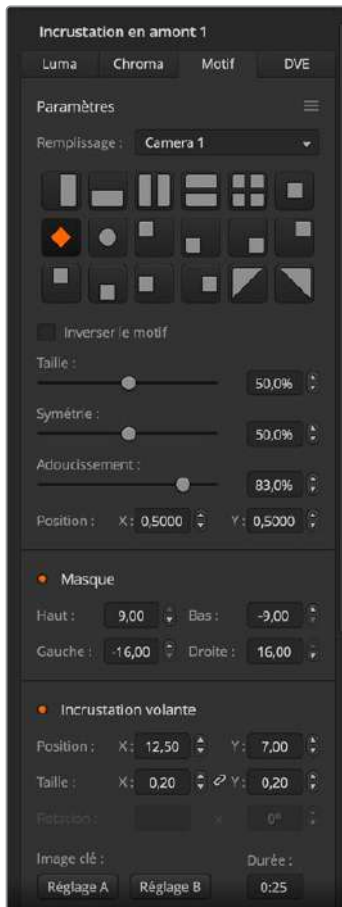 Incrustation en amont 1
Luma Chroma Motif DVE
Paramètres
Remplissage : Camera 1
Inverser le motif
Taille :
50,0%
Symétrie :
50,0%
Adoucissement :
83,0%
Position : X : 0,5000 Y : 0,5000
Masque
Haut : 9,00 Bas : -9,00
Gauche : -16,00 Droite : 16,00
Incrustation volante
Position : X : 12,50 Y : 7,00
Taille : X : 0,20 Y : 0,20
Rotation : x 0°
Image clé : Durée :
Réglage A Réglage B 0:25